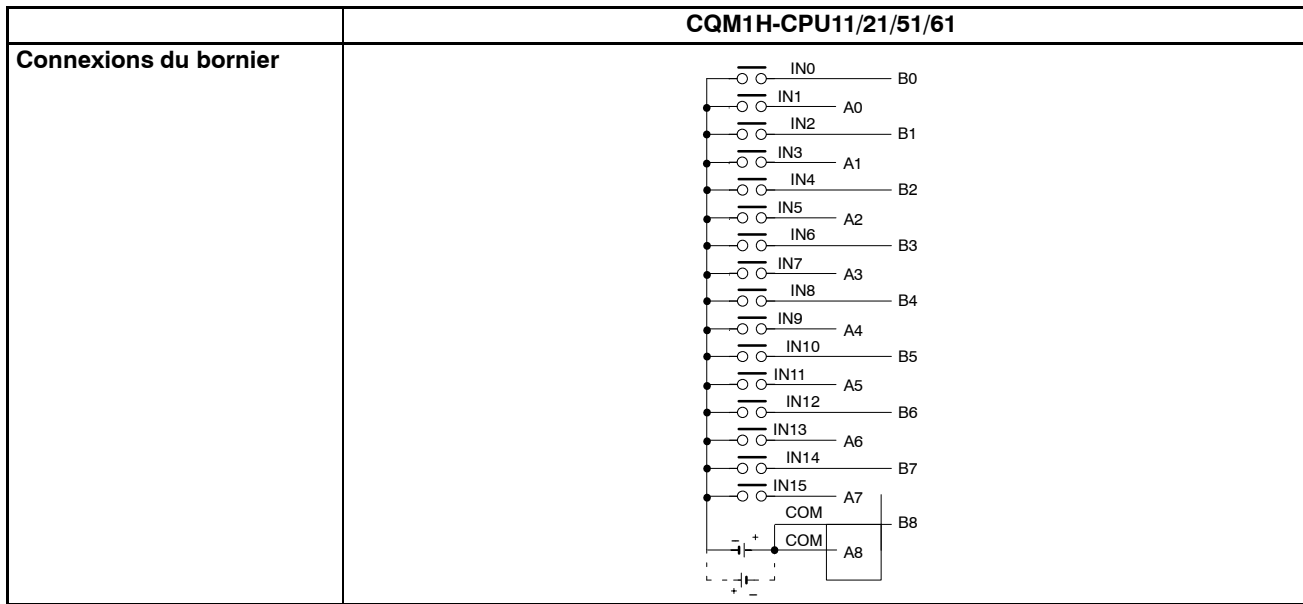 CQM1H-CPU11/21/51/61
Connexions du bornier
IN0 B0
IN1 A0
IN2 B1
IN3 A1
IN4 B2
IN5 A2
IN6 B3
IN7 A3
IN8 B4
IN9 A4
IN10 B5
IN11 A5
IN12 B6
IN13 A6
IN14 B7
IN15 A7
COM B8
– + COM A8
+ –